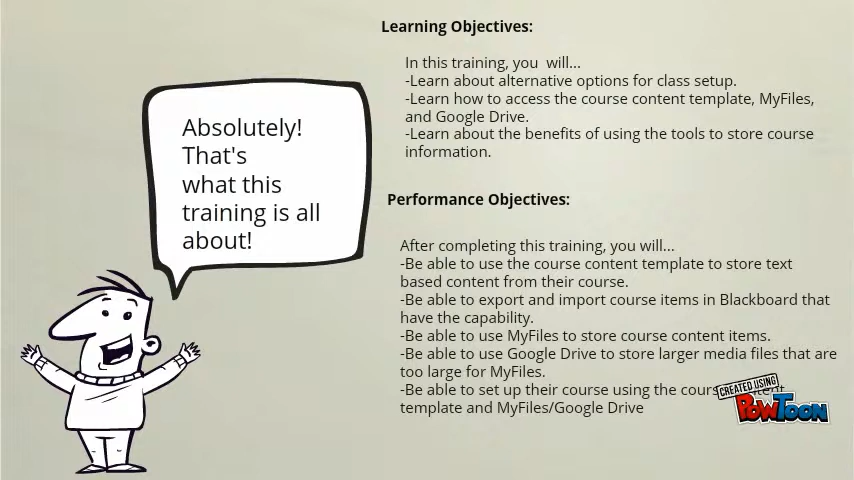 Absolutely!
That's
what this
training is all
about!
Learning Objectives:
In this training, you will...
-Learn about alternative options for class setup.
-Learn how to access the course content template, MyFiles,
and Google Drive.
-Learn about the benefits of using the tools to store course
information.
Performance Objectives:
After completing this training, you will...
-Be able to use the course content template to store text
based content from their course.
-Be able to export and import course items in Blackboard that
have the capability.
-Be able to use MyFiles to store course content items.
-Be able to use Google Drive to store larger media files that are
too large for MyFiles.
-Be able to set up their course using the
template and MyFiles/Google Drive
CREATED USING
POWTOON